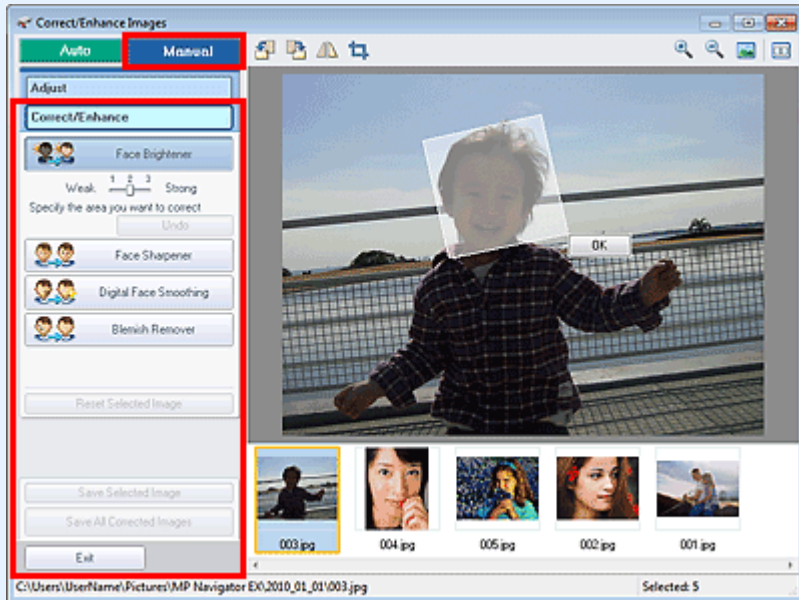 Correct/Enhance Images
Auto
Manual
Adjust
Correct/Enhance
Face Brightener
1 2 3
Weak Strong
Specify the area you want to correct
Undo
Face Sharpener
Digital Face Smoothing
Blemish Remover
Reset Selected Image
Save Selected Image
Save All Corrected Images
Exit
OK
003.jpg
004.jpg
005.jpg
002.jpg
001.jpg
C:\Users\UserName\Pictures\MP Navigator EX\2010_01_01\003.jpg
Selected: 5